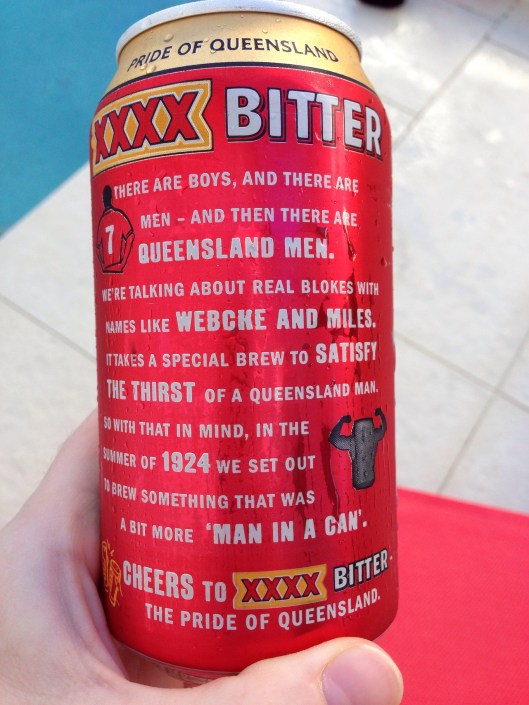 PRIDE OF QUEENSLAND
XXXX BITTER
THERE ARE BOYS, AND THERE ARE
7
MEN – AND THEN THERE ARE
QUEENSLAND MEN.
WE'RE TALKING ABOUT REAL BLOKES WITH
NAMES LIKE WEBCKE AND MILES.
IT TAKES A SPECIAL BREW TO SATISFY
THE THIRST OF A QUEENSLAND MAN.
SO WITH THAT IN MIND, IN THE
SUMMER OF 1924 WE SET OUT
TO BREW SOMETHING THAT WAS
A BIT MORE 'MAN IN A CAN'.
CHEERS TO XXXX BITTER.
THE PRIDE OF QUEENSLAND.